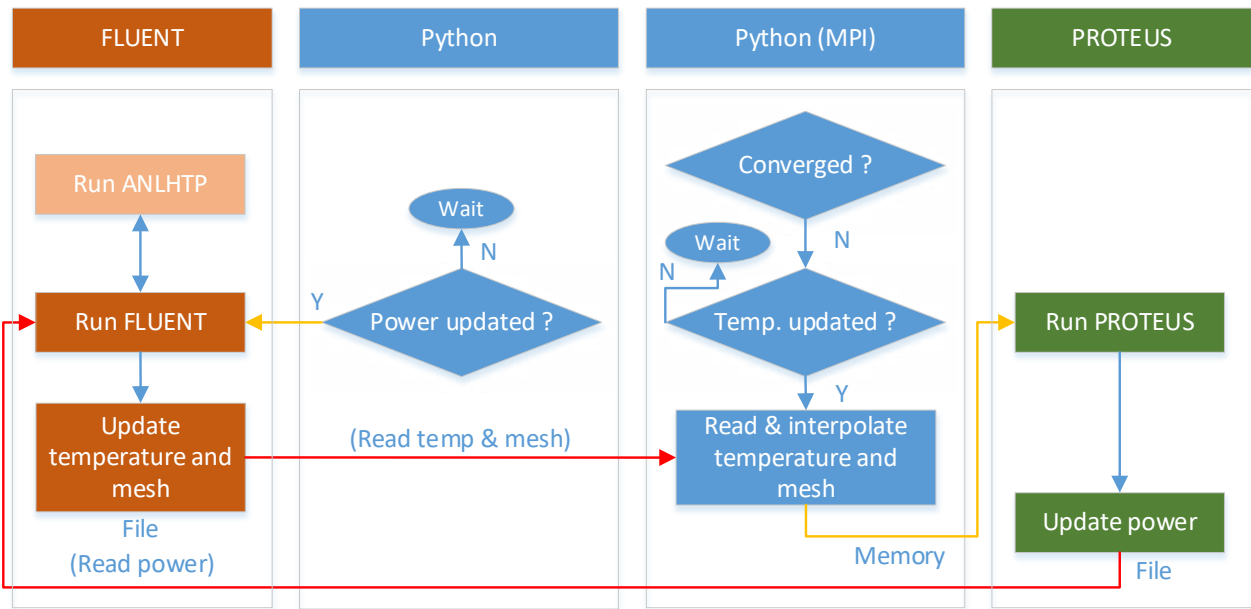 FLUENT
Python
Python (MPI)
PROTEUS
Run ANLHTP
Run FLUENT
Update
temperature and
mesh
File
(Read power)
Wait
N
Y
Power updated ?
(Read temp & mesh)
Converged ?
N
Wait
N
Temp. updated ?
Y
Read & interpolate
temperature and
mesh
Memory
Run PROTEUS
Update power
File